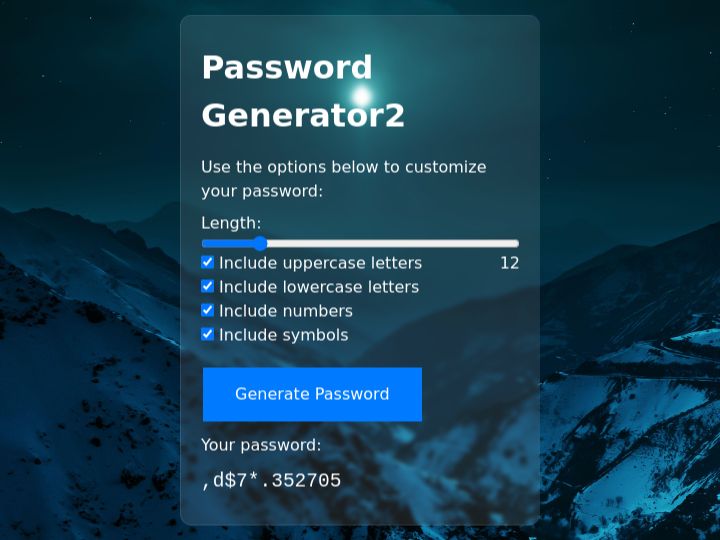 Password
Generator2
Use the options below to customize
your password:
Length:
Include uppercase letters 12
Include lowercase letters
Include numbers
Include symbols
Generate Password
Your password:
,d$7*.352705